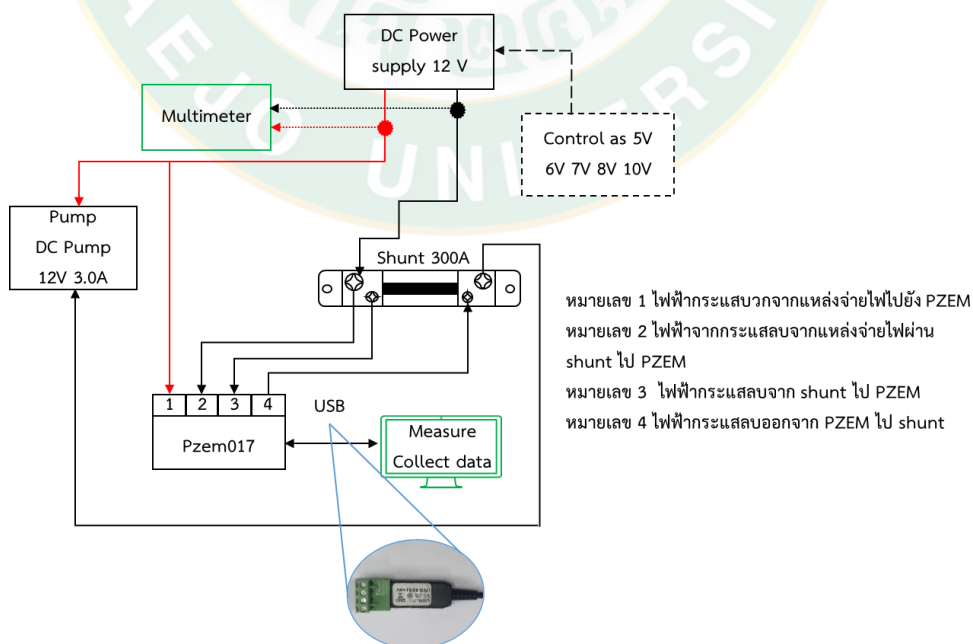 DC Power
supply 12 V
Multimeter
Control as 5V
6V 7V 8V 10V
UNIVERS
Pump
DC Pump
12V 3.0A
Shunt 300A
หมายเลข 1 ไฟฟ้ากระแสบวกจากแหล่งจ่ายไฟไปยัง PZEM
หมายเลข 2 ไฟฟ้าจากกระแสลบจากแหล่งจ่ายไฟผ่าน
shunt ไป PZEM
หมายเลข 3 ไฟฟ้ากระแสลบจาก shunt ไป PZEM
หมายเลข 4 ไฟฟ้ากระแสลบออกจาก PZEM ไป shunt
1 2 3 4
USB
Pzem017
Measure
Collect data